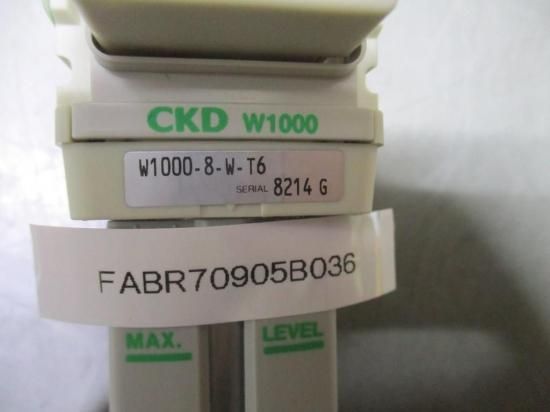 CKD W1000
W1000-8-W-T6
SERIAL 8214 G
FABR70905B036
MAX. LEVEL